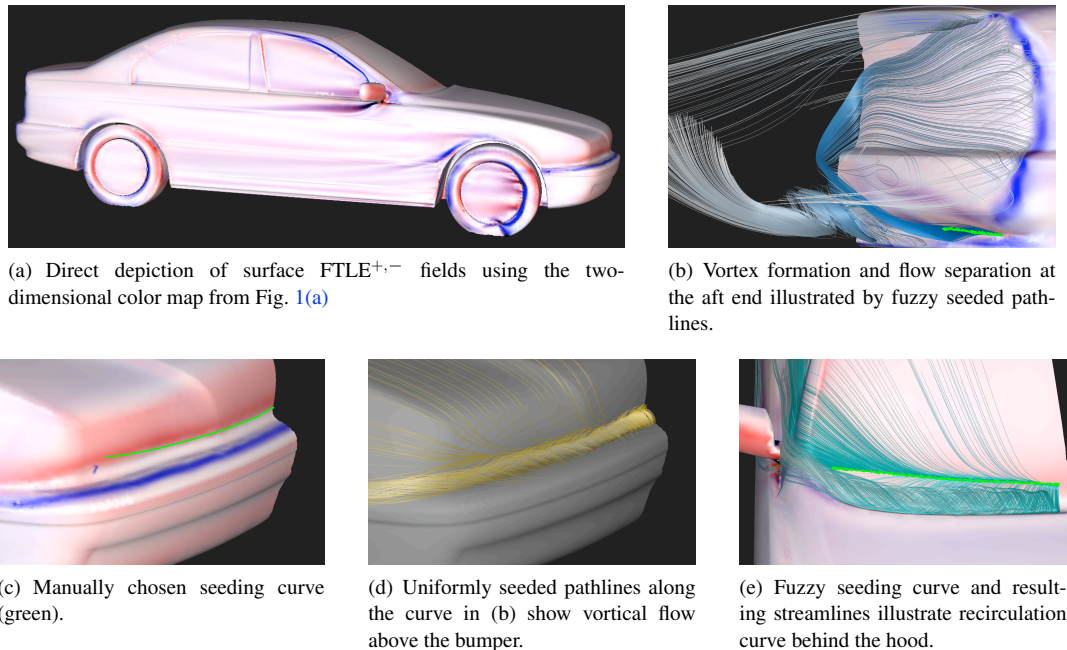 (a) Direct depiction of surface FTLE+,− fields using the two-
dimensional color map from Fig. 1(a)
(b) Vortex formation and flow separation at
the aft end illustrated by fuzzy seeded path-
lines.
(c) Manually chosen seeding curve
(green).
(d) Uniformly seeded pathlines along
the curve in (b) show vortical flow
above the bumper.
(e) Fuzzy seeding curve and result-
ing streamlines illustrate recirculation
curve behind the hood.